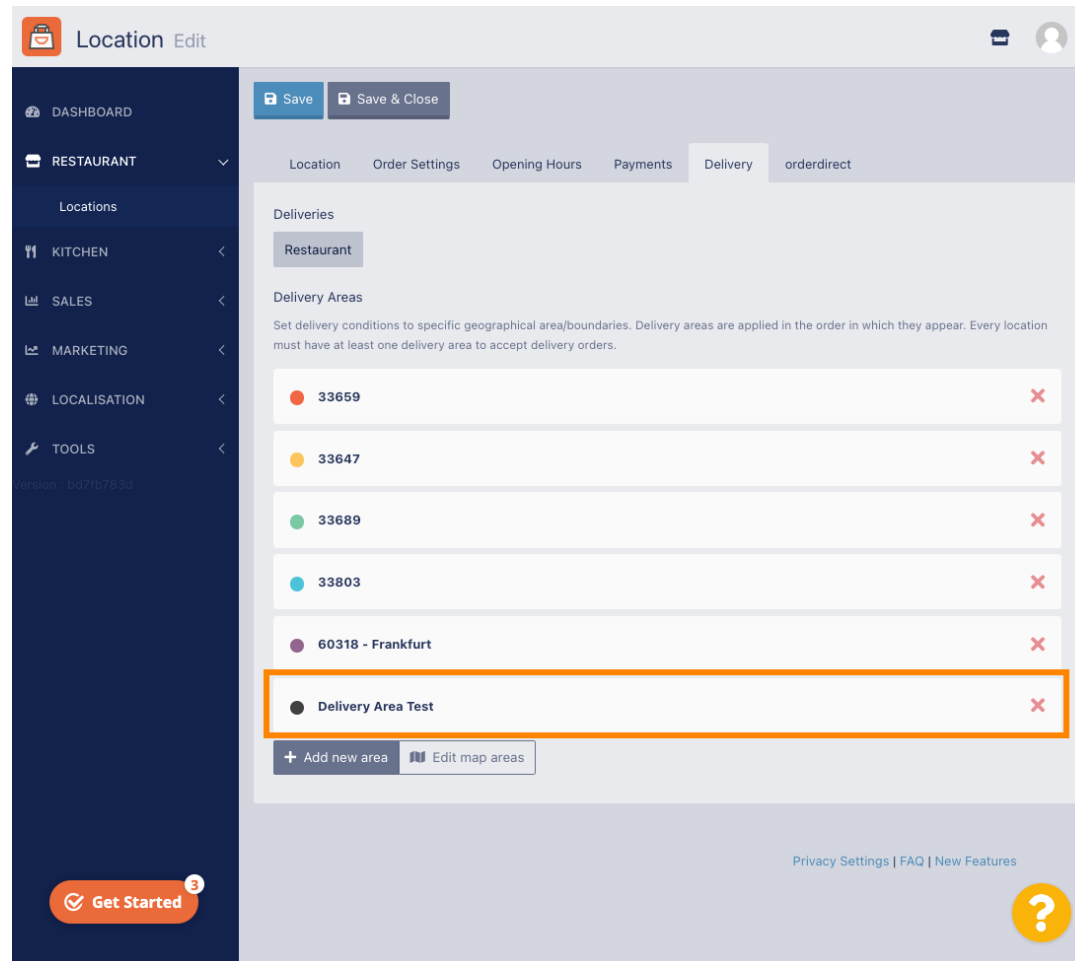 Location Edit
DASHBOARD
RESTAURANT
Locations
KITCHEN
SALES
MARKETING
LOCALISATION
TOOLS
Version : bd7fb783d
Get Started
3
Save
Save & Close
Location
Order Settings
Opening Hours
Payments
Delivery
orderdirect
Deliveries
Restaurant
Delivery Areas
Set delivery conditions to specific geographical area/boundaries. Delivery areas are applied in the order in which they appear. Every location
must have at least one delivery area to accept delivery orders.
33659
33647
33689
33803
60318 - Frankfurt
Delivery Area Test
+ Add new area
Edit map areas
Privacy Settings | FAQ | New Features
?